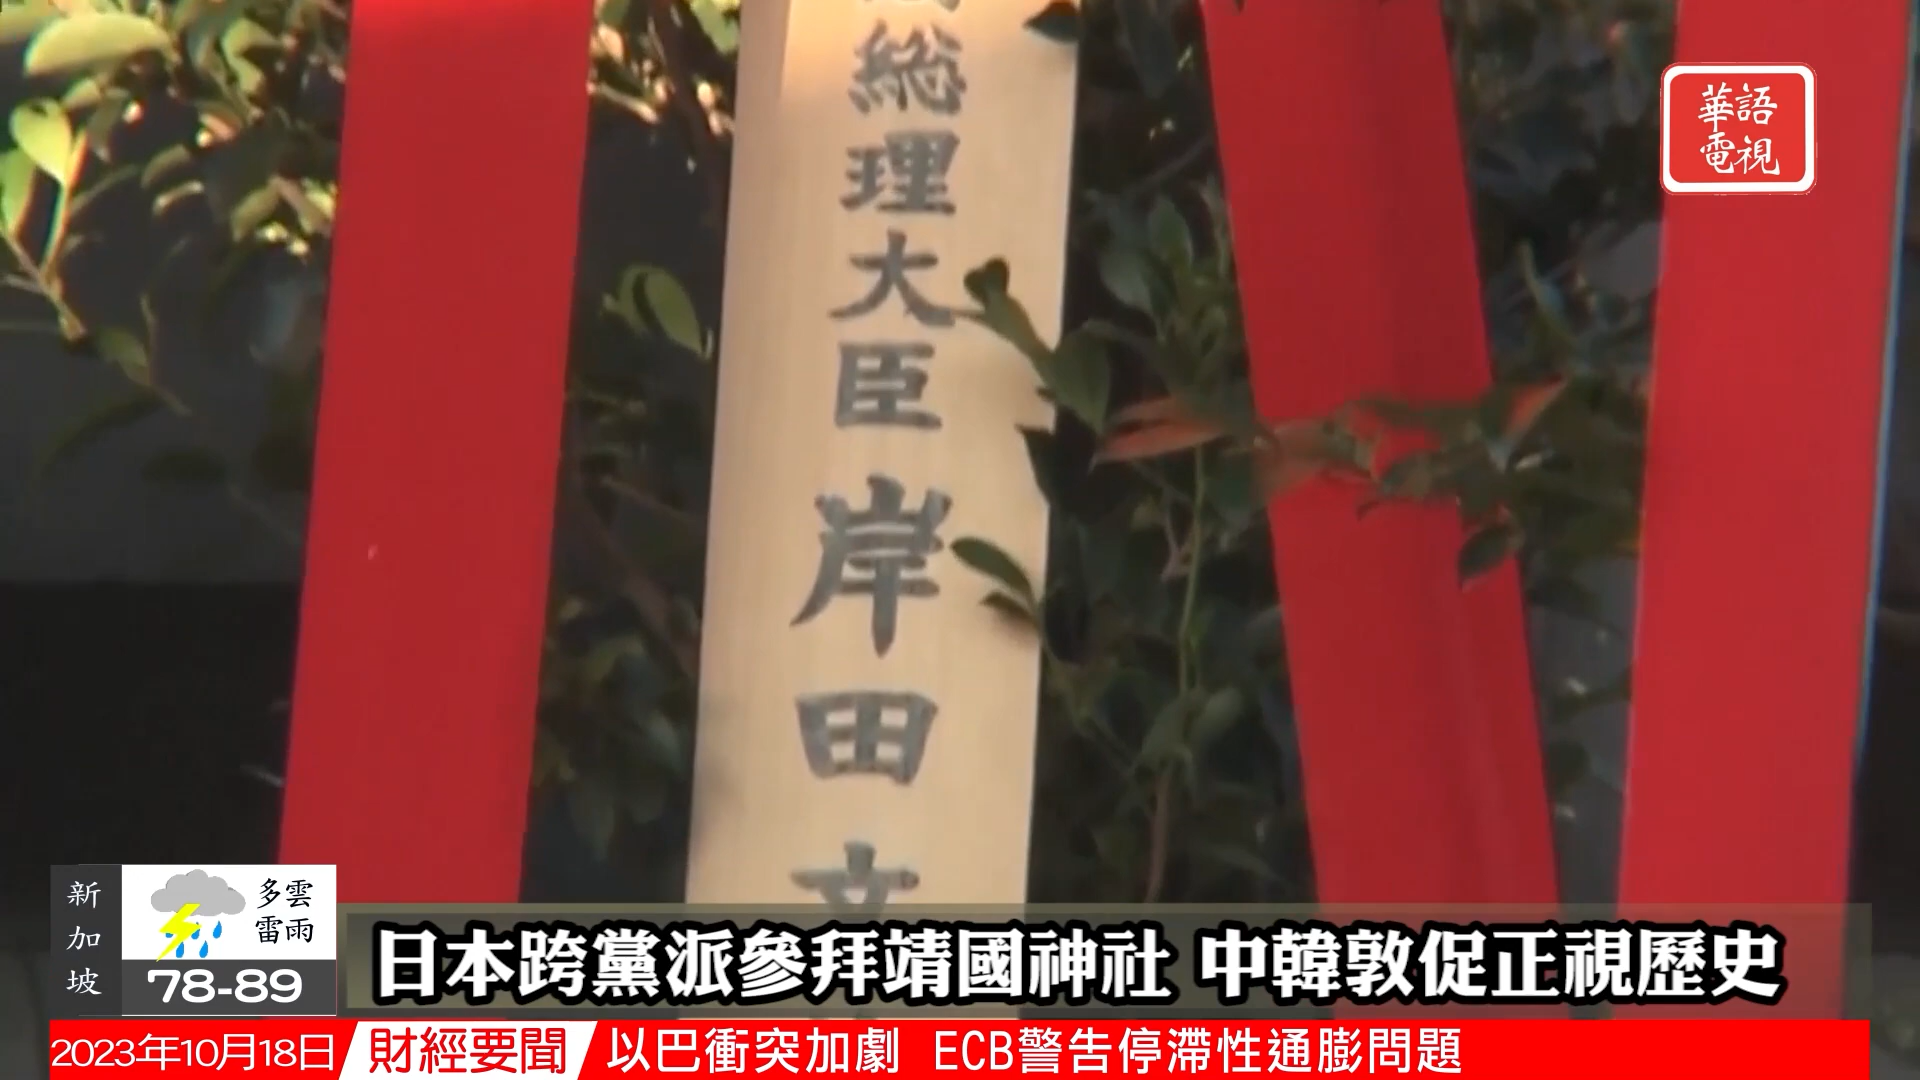 総理大臣岸田文
華語
電視
新加坡
多雲
雷雨
78-89
日本跨黨派參拜靖國神社 中韓敦促正視歷史
2023年10月18日 財經要聞 以巴衝突加劇 ECB警告停滯性通膨問題